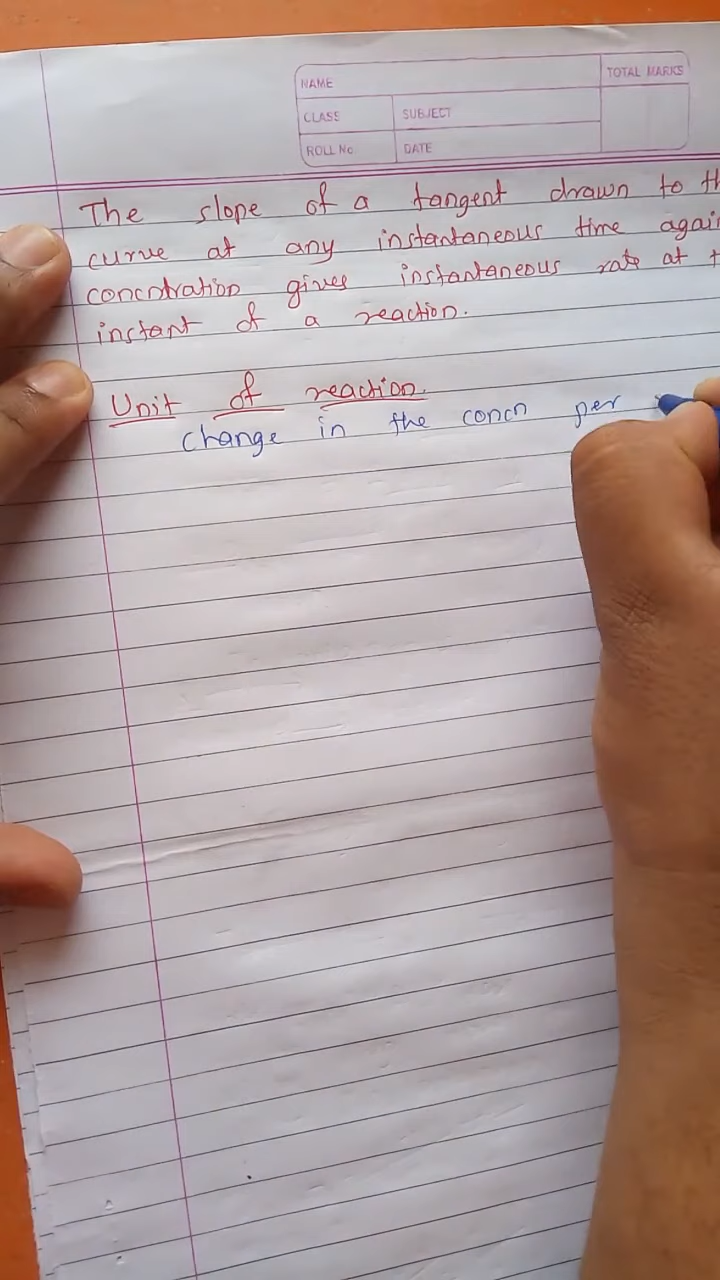 NAME
TOTAL MARKS
CLASS
SUBJECT
ROLL No
DATE
The slope of a tangent drawn to th
curve at any instantaneous time agai
concntration gives instantaneous rate at t
instant of a reaction.
Unit of reaction.
change in the concn per